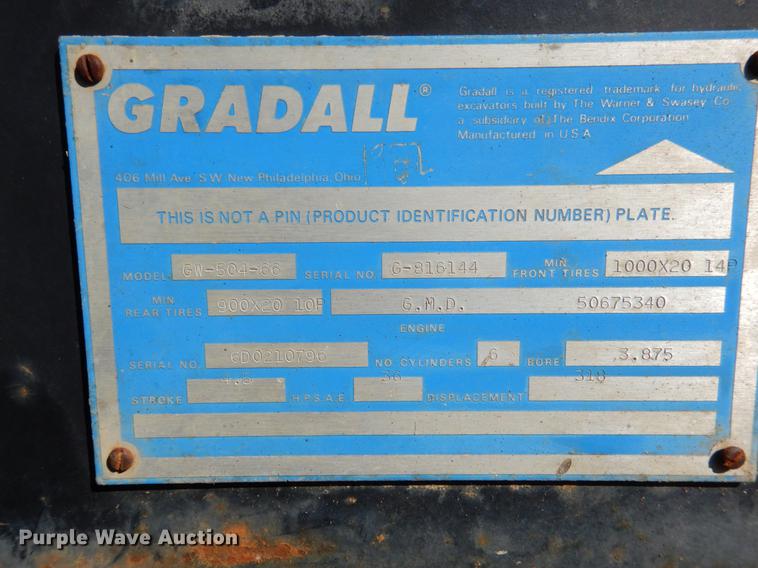 GRADALL®
Gradall is a registered trademark for hydraulic
excavators built by The Warner & Swasey Co
a subsidiary of The Bendix Corporation
Manufactured in U.S.A.
406 Mill Ave. S.W. New Philadelphia, Ohio
THIS IS NOT A PIN (PRODUCT IDENTIFICATION NUMBER) PLATE.
MODEL GW-504-66 SERIAL NO. G-816144 MIN. FRONT TIRES 1000X20 14P
MIN. REAR TIRES 900X20 10P G.M.D. 50675340
ENGINE
SERIAL NO. 6D0210796 NO CYLINDERS 6 BORE 3.875
STROKE 4.5 H.P.S.A.E. 36 DISPLACEMENT 318
Purple Wave Auction